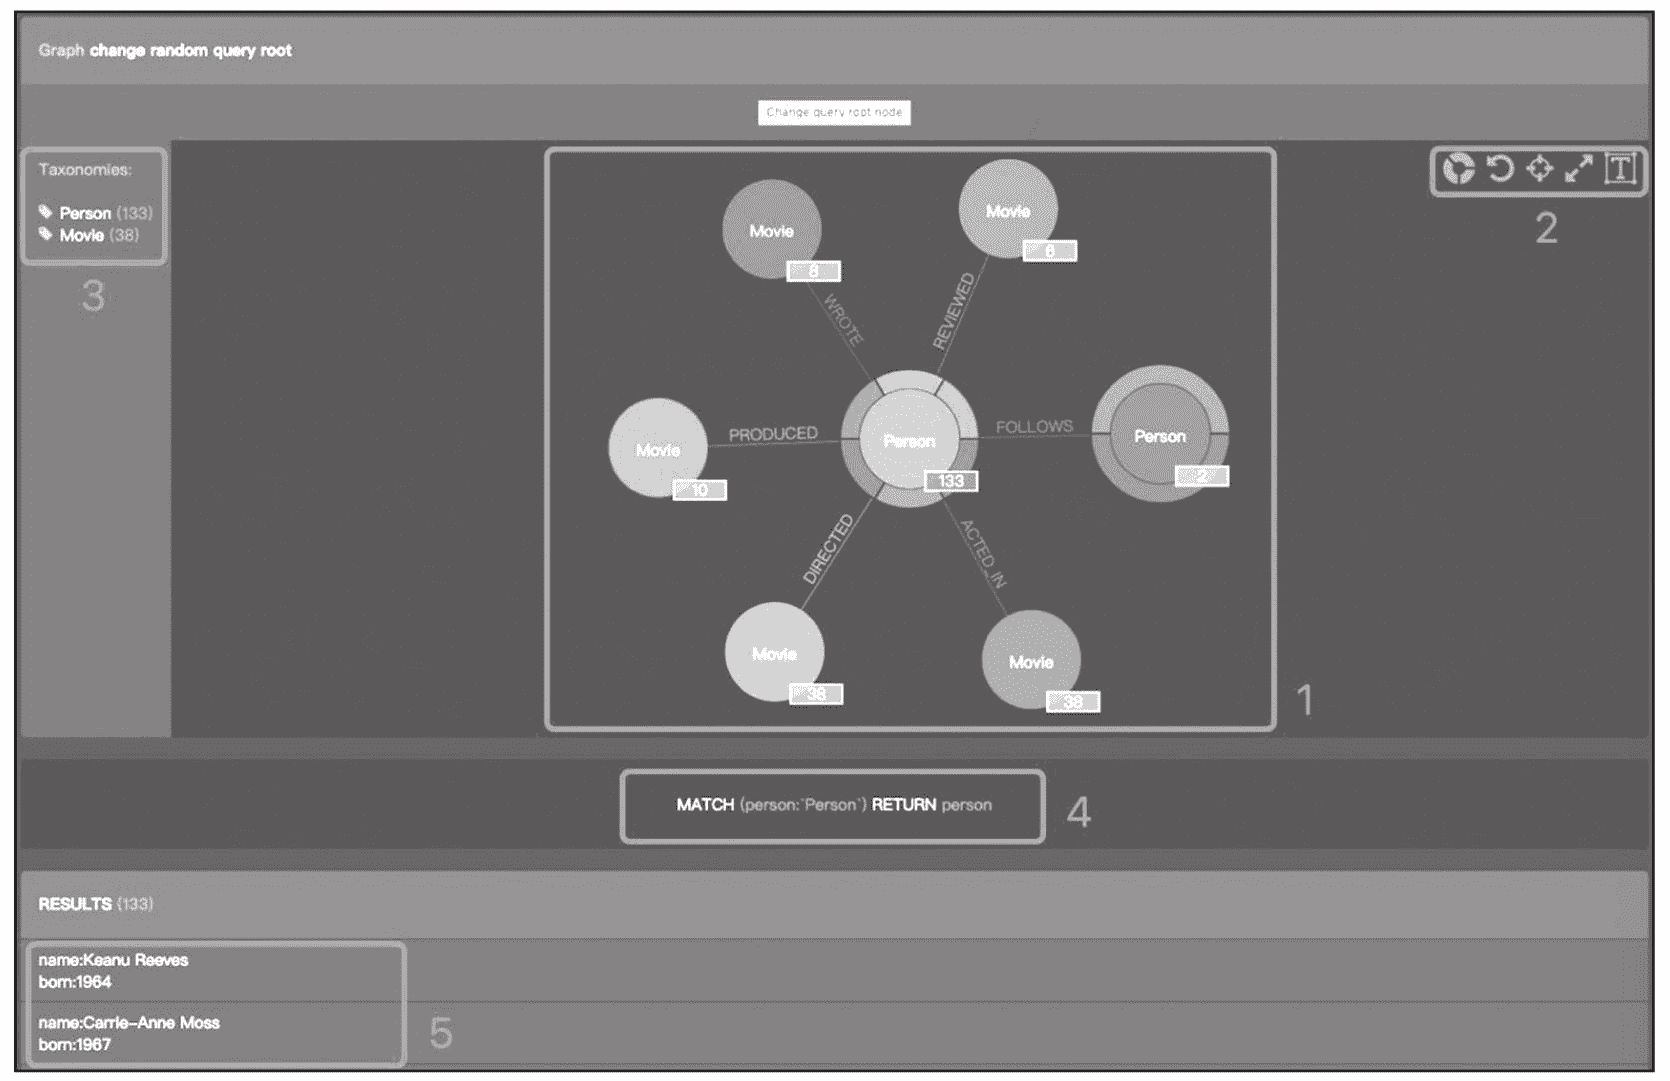 Graph change random query root
Change query root node
Taxonomies:
Person (133)
Movie (38)
3
T
2
Movie
8
Movie
6
WROTE
REVIEWED
Movie
10
PRODUCED
Person
133
FOLLOWS
Person
2
DIRECTED
ACTED_IN
Movie
38
Movie
38
1
MATCH (person:`Person`) RETURN person
4
RESULTS (133)
name:Keanu Reeves
born:1964
name:Carrie-Anne Moss
born:1967
5